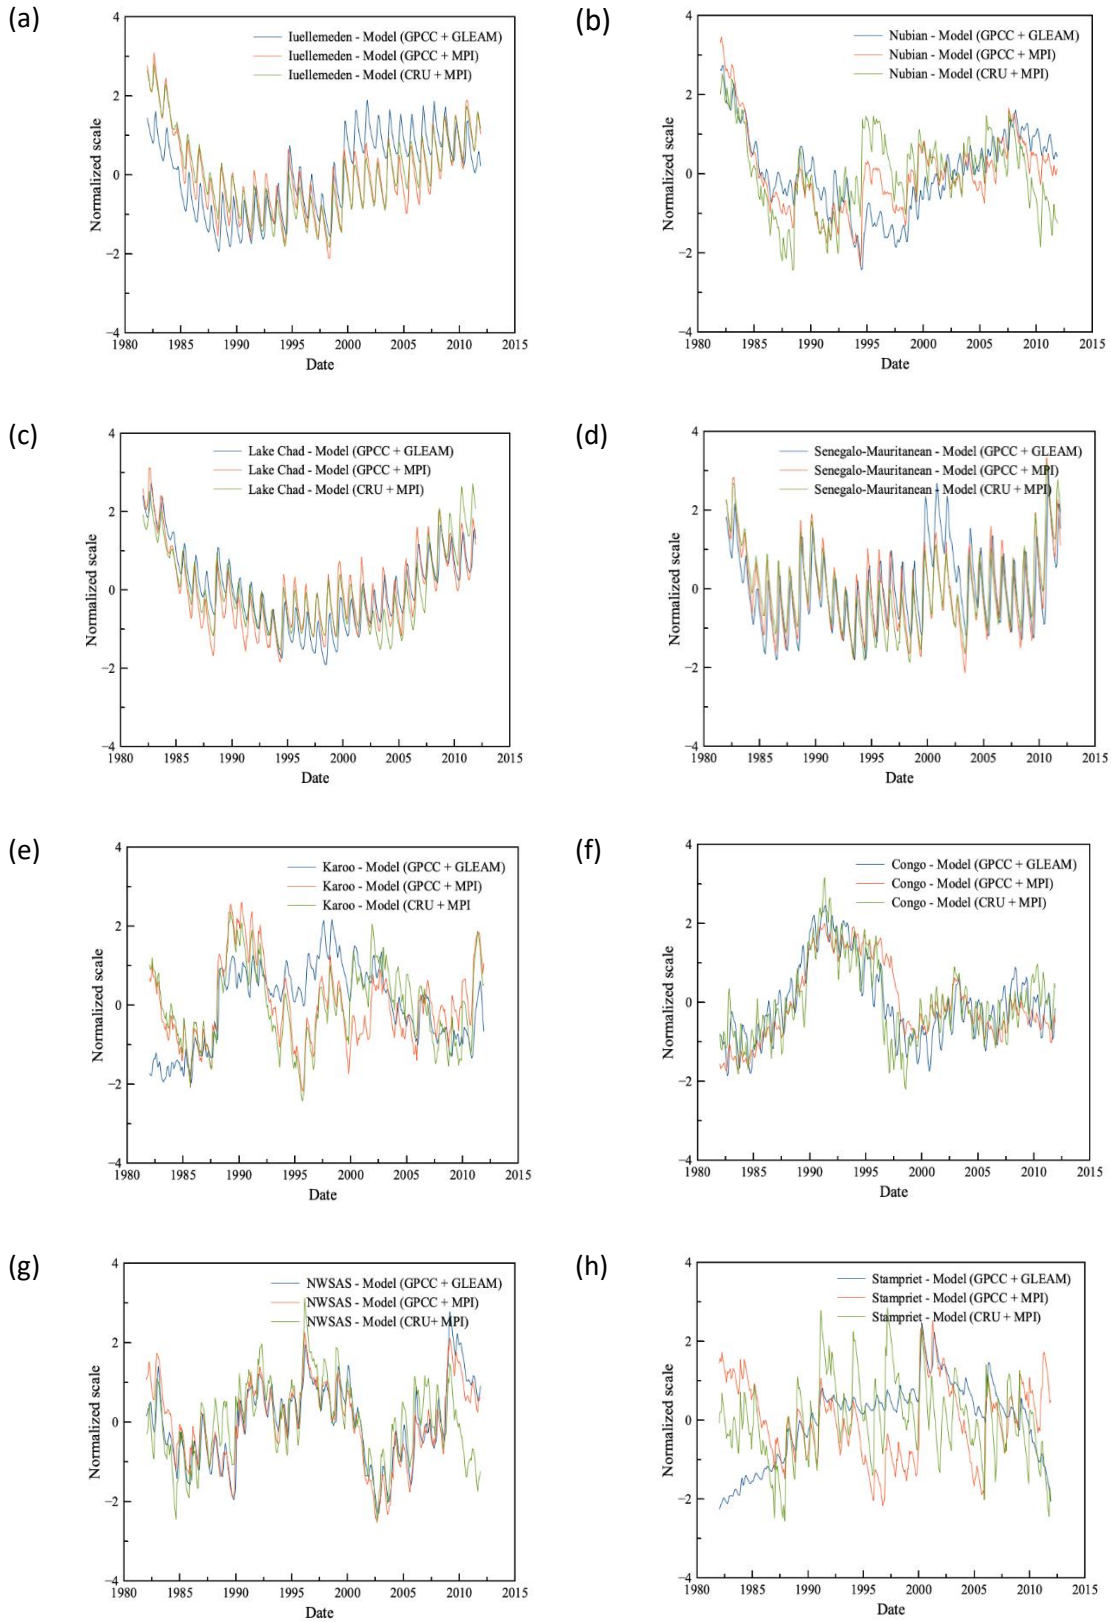 (a)
Iuellemeden - Model (GPCC + GLEAM)
Iuellemeden - Model (GPCC + MPI)
Iuellemeden - Model (CRU + MPI)
Normalized scale
4
2
0
−2
−4
1980 1985 1990 1995 2000 2005 2010 2015
Date
(b)
Nubian - Model (GPCC + GLEAM)
Nubian - Model (GPCC + MPI)
Nubian - Model (CRU + MPI)
Normalized scale
4
2
0
−2
−4
1980 1985 1990 1995 2000 2005 2010 2015
Date
(c)
Lake Chad - Model (GPCC + GLEAM)
Lake Chad - Model (GPCC + MPI)
Lake Chad - Model (CRU + MPI)
Normalized scale
4
2
0
−2
−4
1980 1985 1990 1995 2000 2005 2010 2015
Date
(d)
Senegalo-Mauritanean - Model (GPCC + GLEAM)
Senegalo-Mauritanean - Model (GPCC + MPI)
Senegalo-Mauritanean - Model (CRU + MPI)
Normalized scale
4
2
0
−2
−4
1980 1985 1990 1995 2000 2005 2010 2015
Date
(e)
Karoo - Model (GPCC + GLEAM)
Karoo - Model (GPCC + MPI)
Karoo - Model (CRU + MPI
Normalized scale
4
2
0
−2
−4
1980 1985 1990 1995 2000 2005 2010 2015
Date
(f)
Congo - Model (GPCC + GLEAM)
Congo - Model (GPCC + MPI)
Congo - Model (CRU + MPI)
Normalized scale
4
2
0
−2
−4
1980 1985 1990 1995 2000 2005 2010 2015
Date
(g)
NWSAS - Model (GPCC + GLEAM)
NWSAS - Model (GPCC + MPI)
NWSAS - Model (CRU+ MPI)
Normalized scale
4
2
0
−2
−4
1980 1985 1990 1995 2000 2005 2010 2015
Date
(h)
Stampriet - Model (GPCC + GLEAM)
Stampriet - Model (GPCC + MPI)
Stampriet - Model (CRU + MPI)
Normalized scale
4
2
0
−2
−4
1980 1985 1990 1995 2000 2005 2010 2015
Date